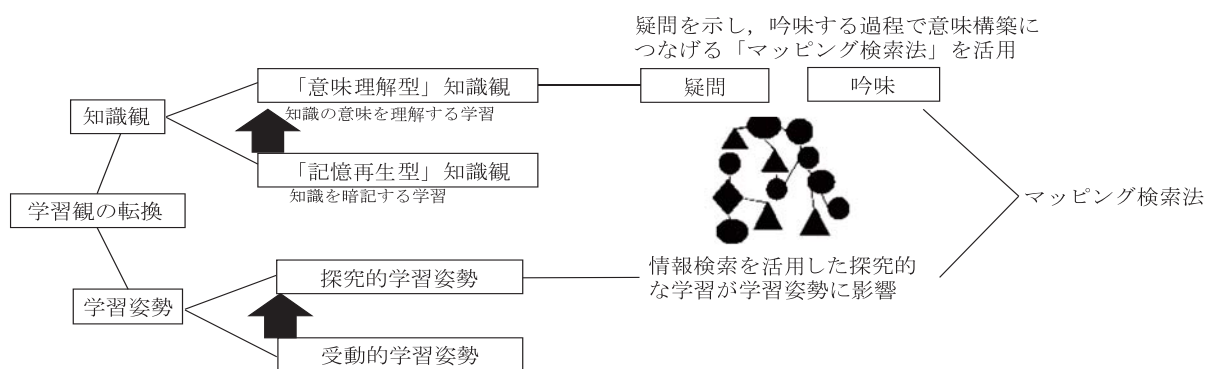 疑問を示し，吟味する過程で意味構築に
つなげる「マッピング検索法」を活用
「意味理解型」知識観
疑問
吟味
知識の意味を理解する学習
知識観
「記憶再生型」知識観
知識を暗記する学習
学習観の転換
マッピング検索法
探究的学習姿勢
情報検索を活用した探究的
な学習が学習姿勢に影響
学習姿勢
受動的学習姿勢